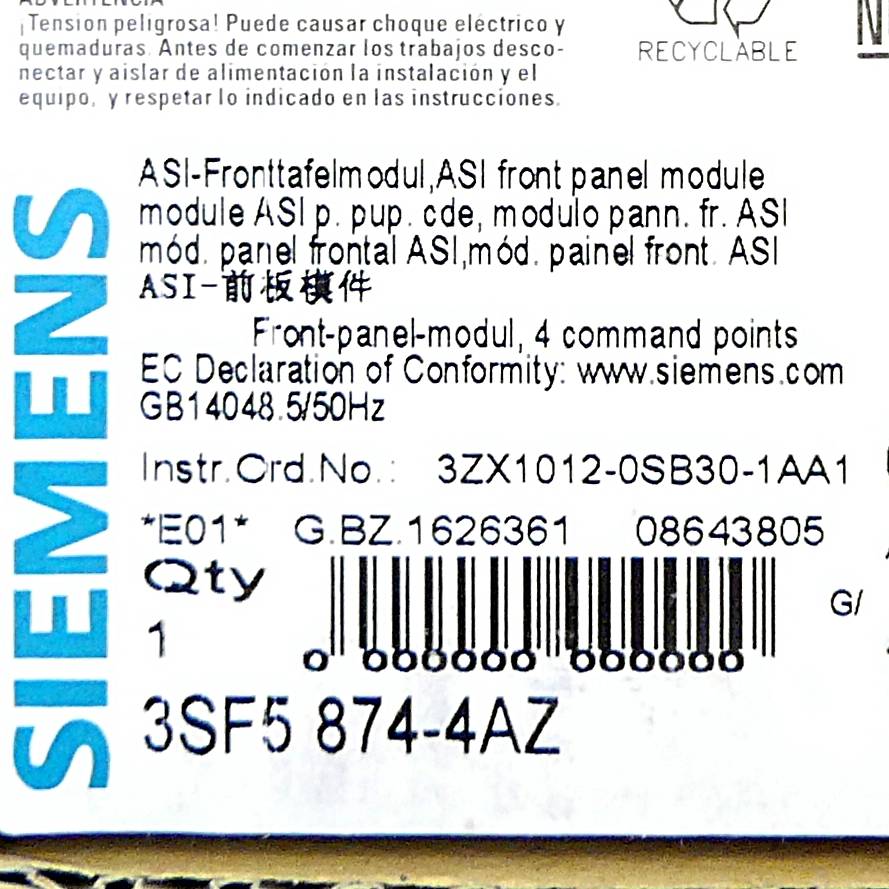 ADVERTENCIA
¡Tension peligrosa! Puede causar choque eléctrico y
quemaduras. Antes de comenzar los trabajos desco-
nectar y aislar de alimentación la instalación y el
equipo, y respetar lo indicado en las instrucciones.
RECYCLABLE
SIEMENS
ASI-Fronttafelmodul,ASI front panel module
module ASI p. pup. cde, modulo pann. fr. ASI
mód. panel frontal ASI,mód. painel front. ASI
ASI-前板模件
Front-panel-modul, 4 command points
EC Declaration of Conformity: www.siemens.com
GB14048.5/50Hz
Instr.Ord.No.: 3ZX1012-0SB30-1AA1
*E01* G.BZ.1626361 08643805
Qty
1
G/
0 000000 000000
3SF5 874-4AZ